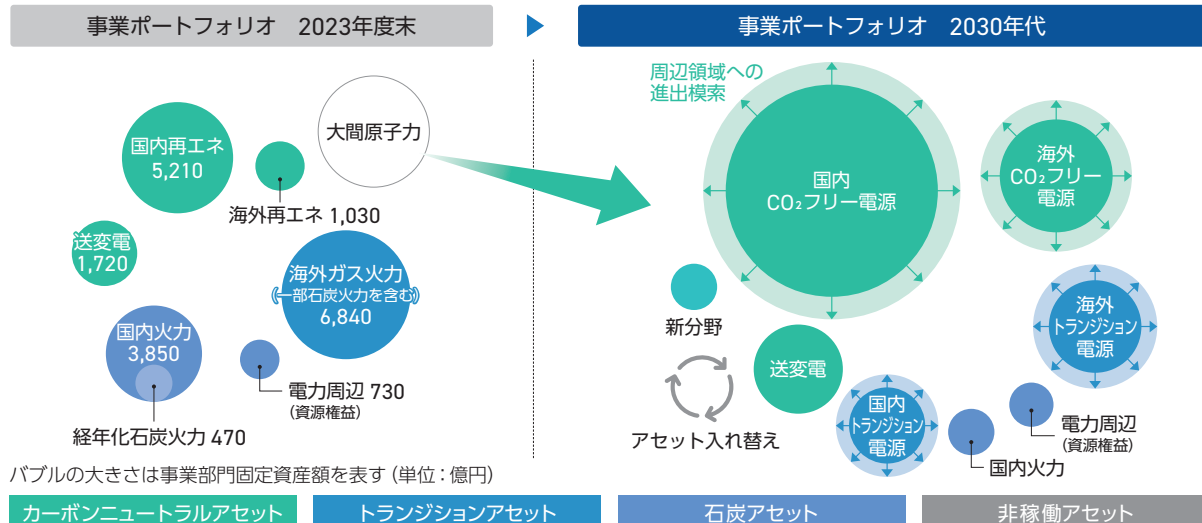 事業ポートフォリオ　2023年度末
国内再エネ
5,210
大間原子力
海外再エネ 1,030
送変電
1,720
海外ガス火力
(一部石炭火力を含む)
6,840
国内火力
3,850
電力周辺 730
(資源権益)
経年化石炭火力 470
事業ポートフォリオ　2030年代
周辺領域への
進出模索
国内
CO₂フリー電源
海外
CO₂フリー
電源
新分野
海外
トランジション
電源
送変電
アセット入れ替え
国内
トランジション
電源
電力周辺
(資源権益)
国内火力
バブルの大きさは事業部門固定資産額を表す (単位：億円)
カーボンニュートラルアセット
トランジションアセット
石炭アセット
非稼働アセット